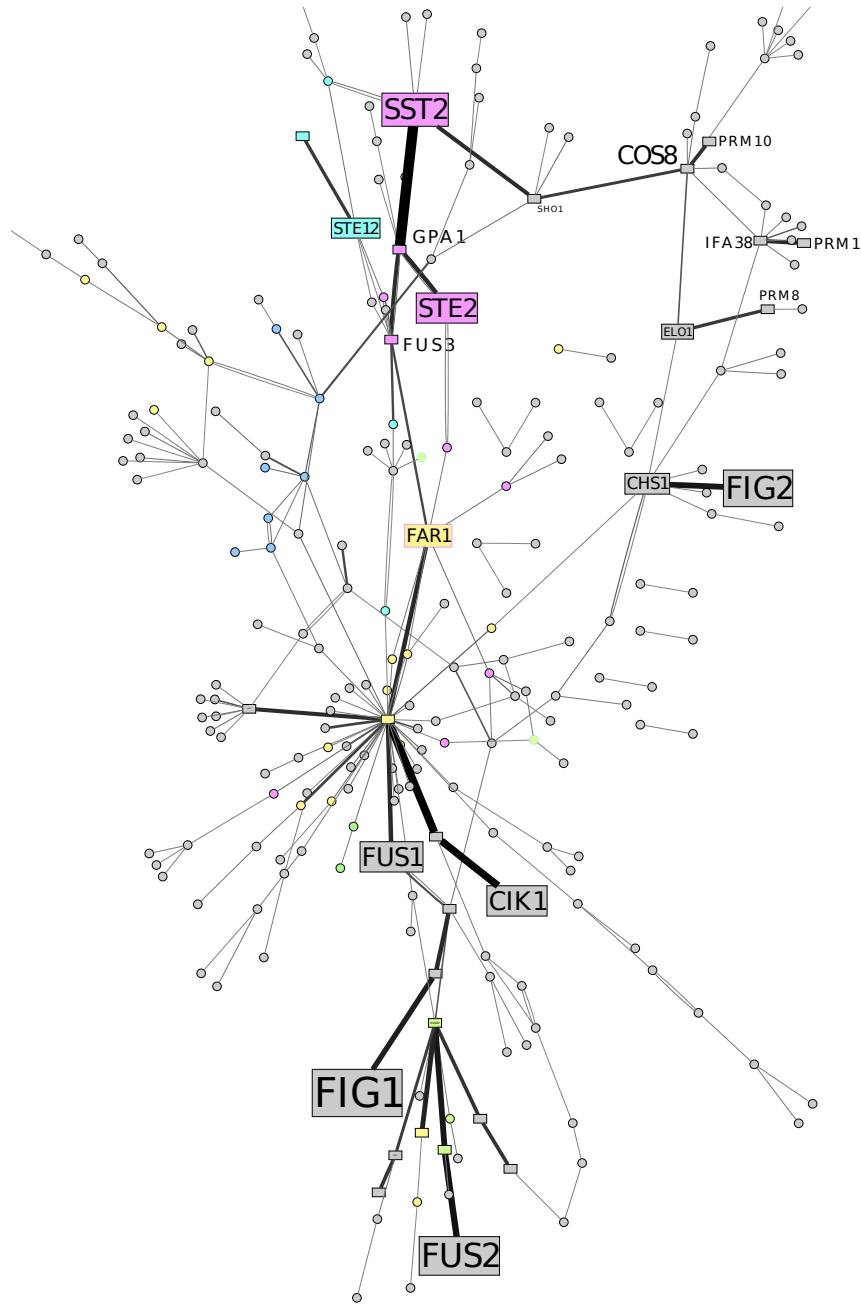 SST2
PRM10
COS8
SHO1
STE12
GPA1
IFA38
PRM1
STE2
PRM8
ELO1
FUS3
CHS1
FIG2
FAR1
FUS1
CIK1
FIG1
FUS2